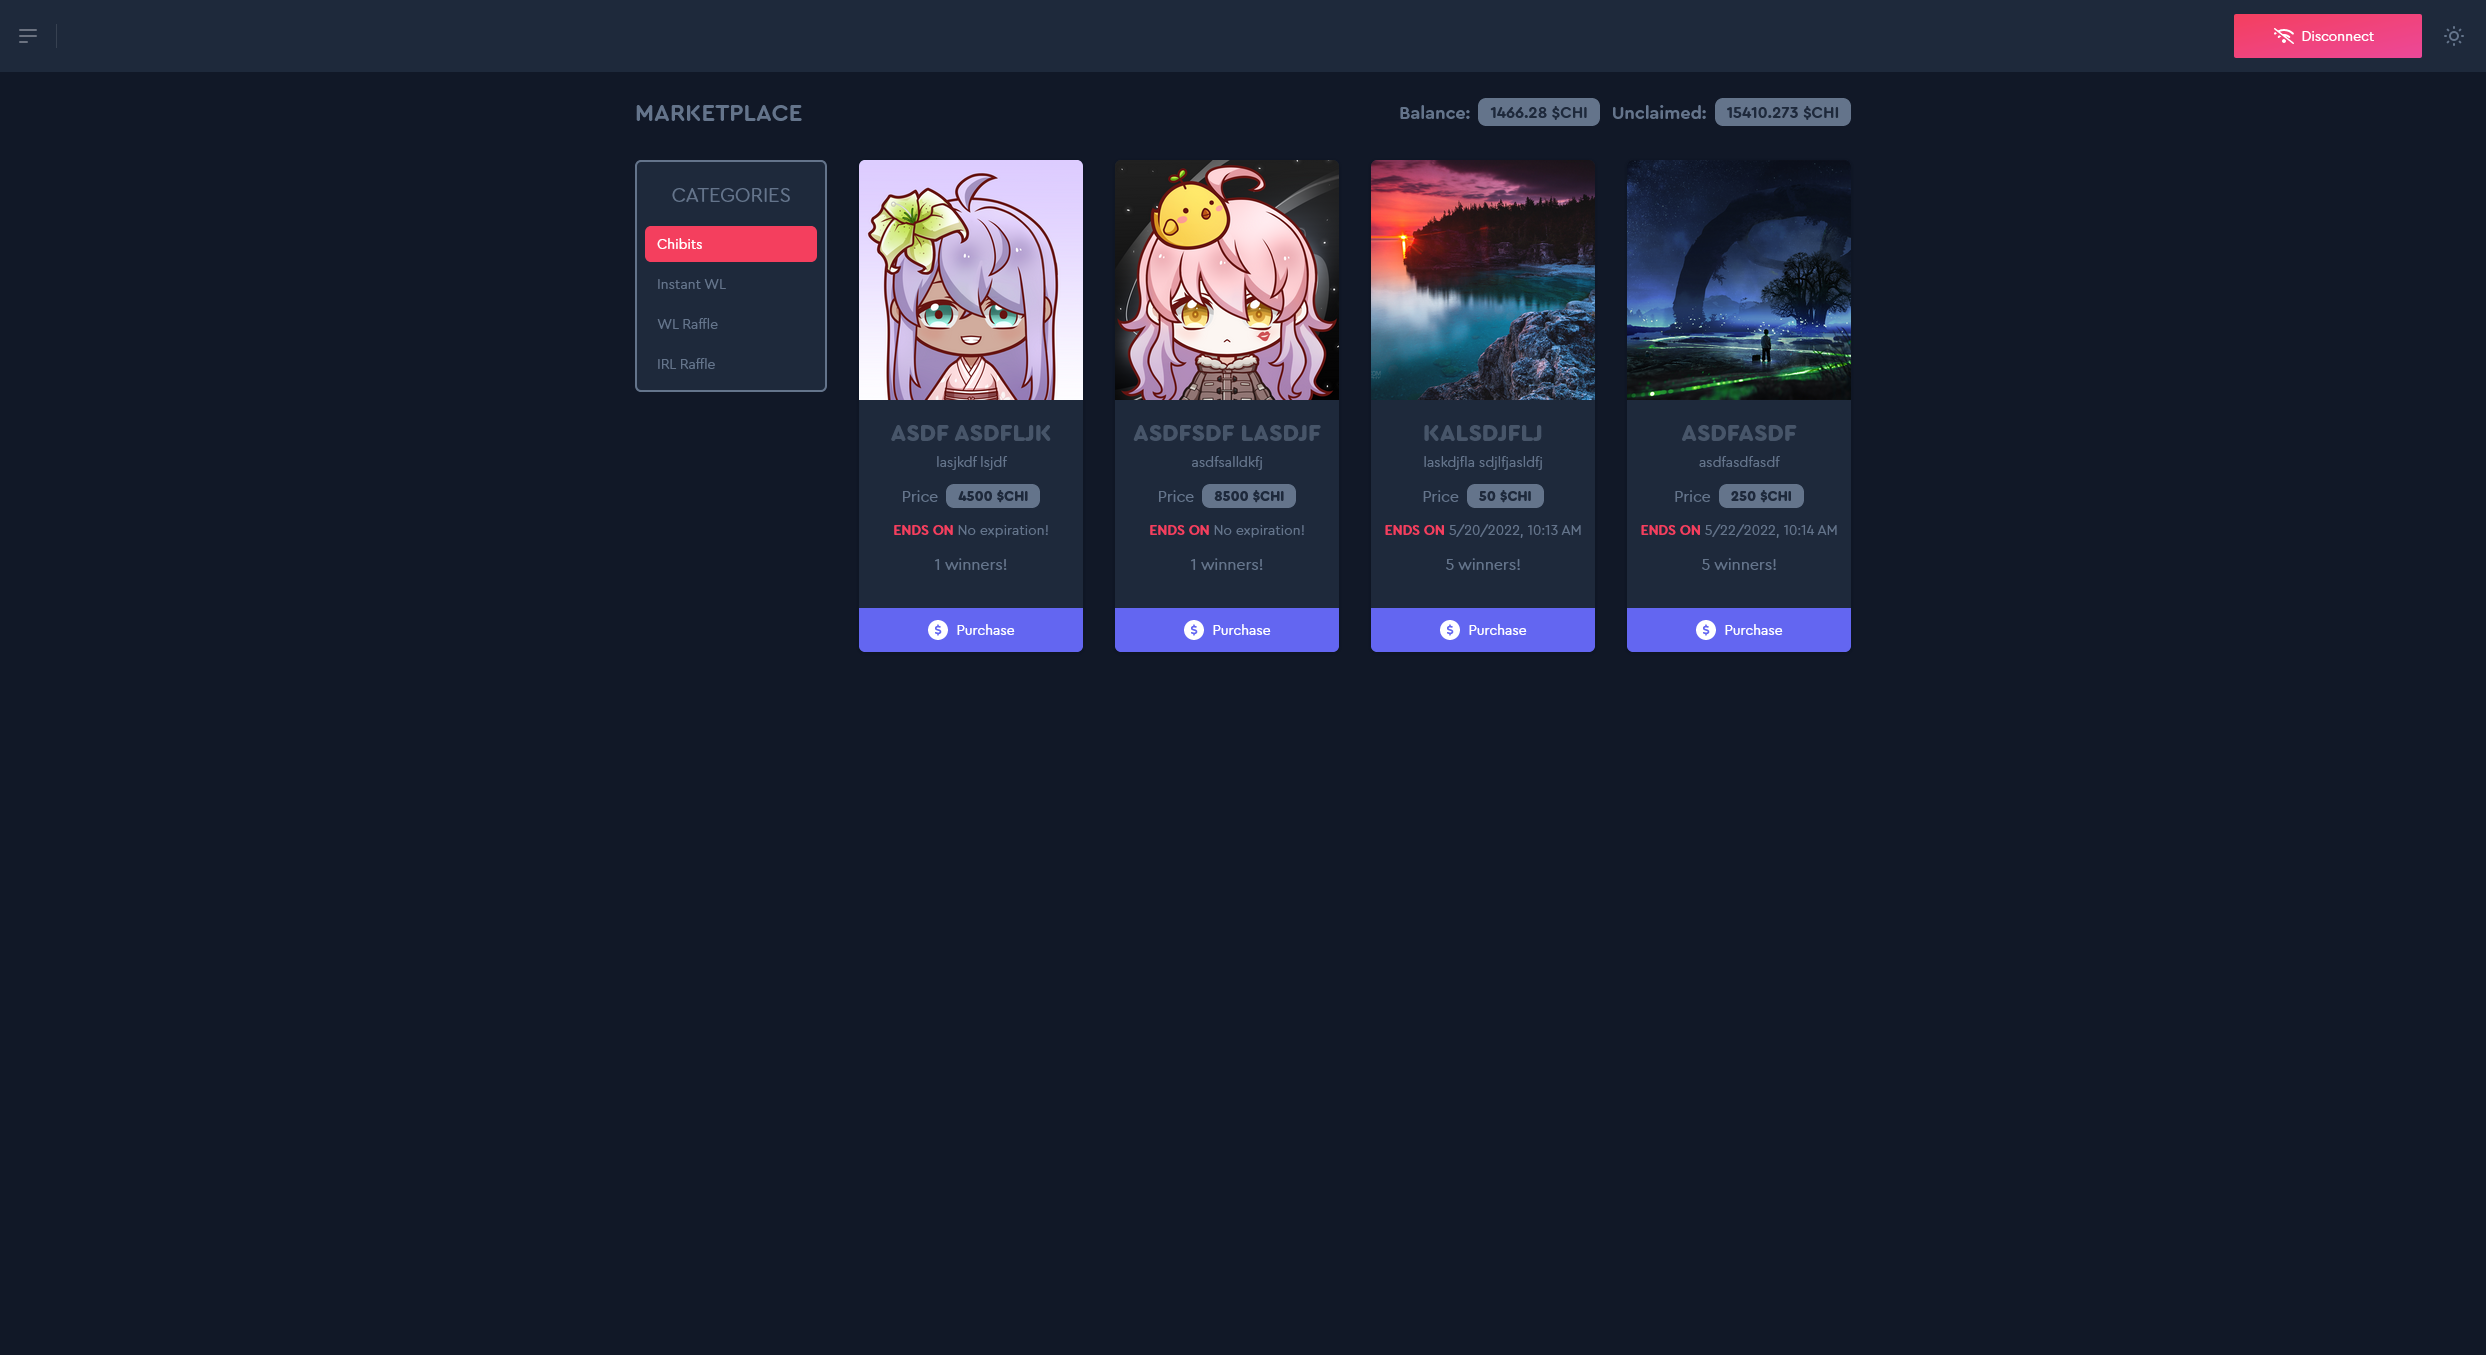 Disconnect
MARKETPLACE
Balance: 1466.28 $CHI Unclaimed: 15410.273 $CHI
CATEGORIES
Chibits
Instant WL
WL Raffle
IRL Raffle
ASDF ASDFLJK
lasjkdf lsjdf
Price 4500 $CHI
ENDS ON No expiration!
1 winners!
Purchase
ASDFSDF LASDJF
asdfsalldkfj
Price 8500 $CHI
ENDS ON No expiration!
1 winners!
Purchase
KALSDJFLJ
laskdjfla sdjlfjasldfj
Price 50 $CHI
ENDS ON 5/20/2022, 10:13 AM
5 winners!
Purchase
ASDFASDF
asdfasdfasdf
Price 250 $CHI
ENDS ON 5/22/2022, 10:14 AM
5 winners!
Purchase